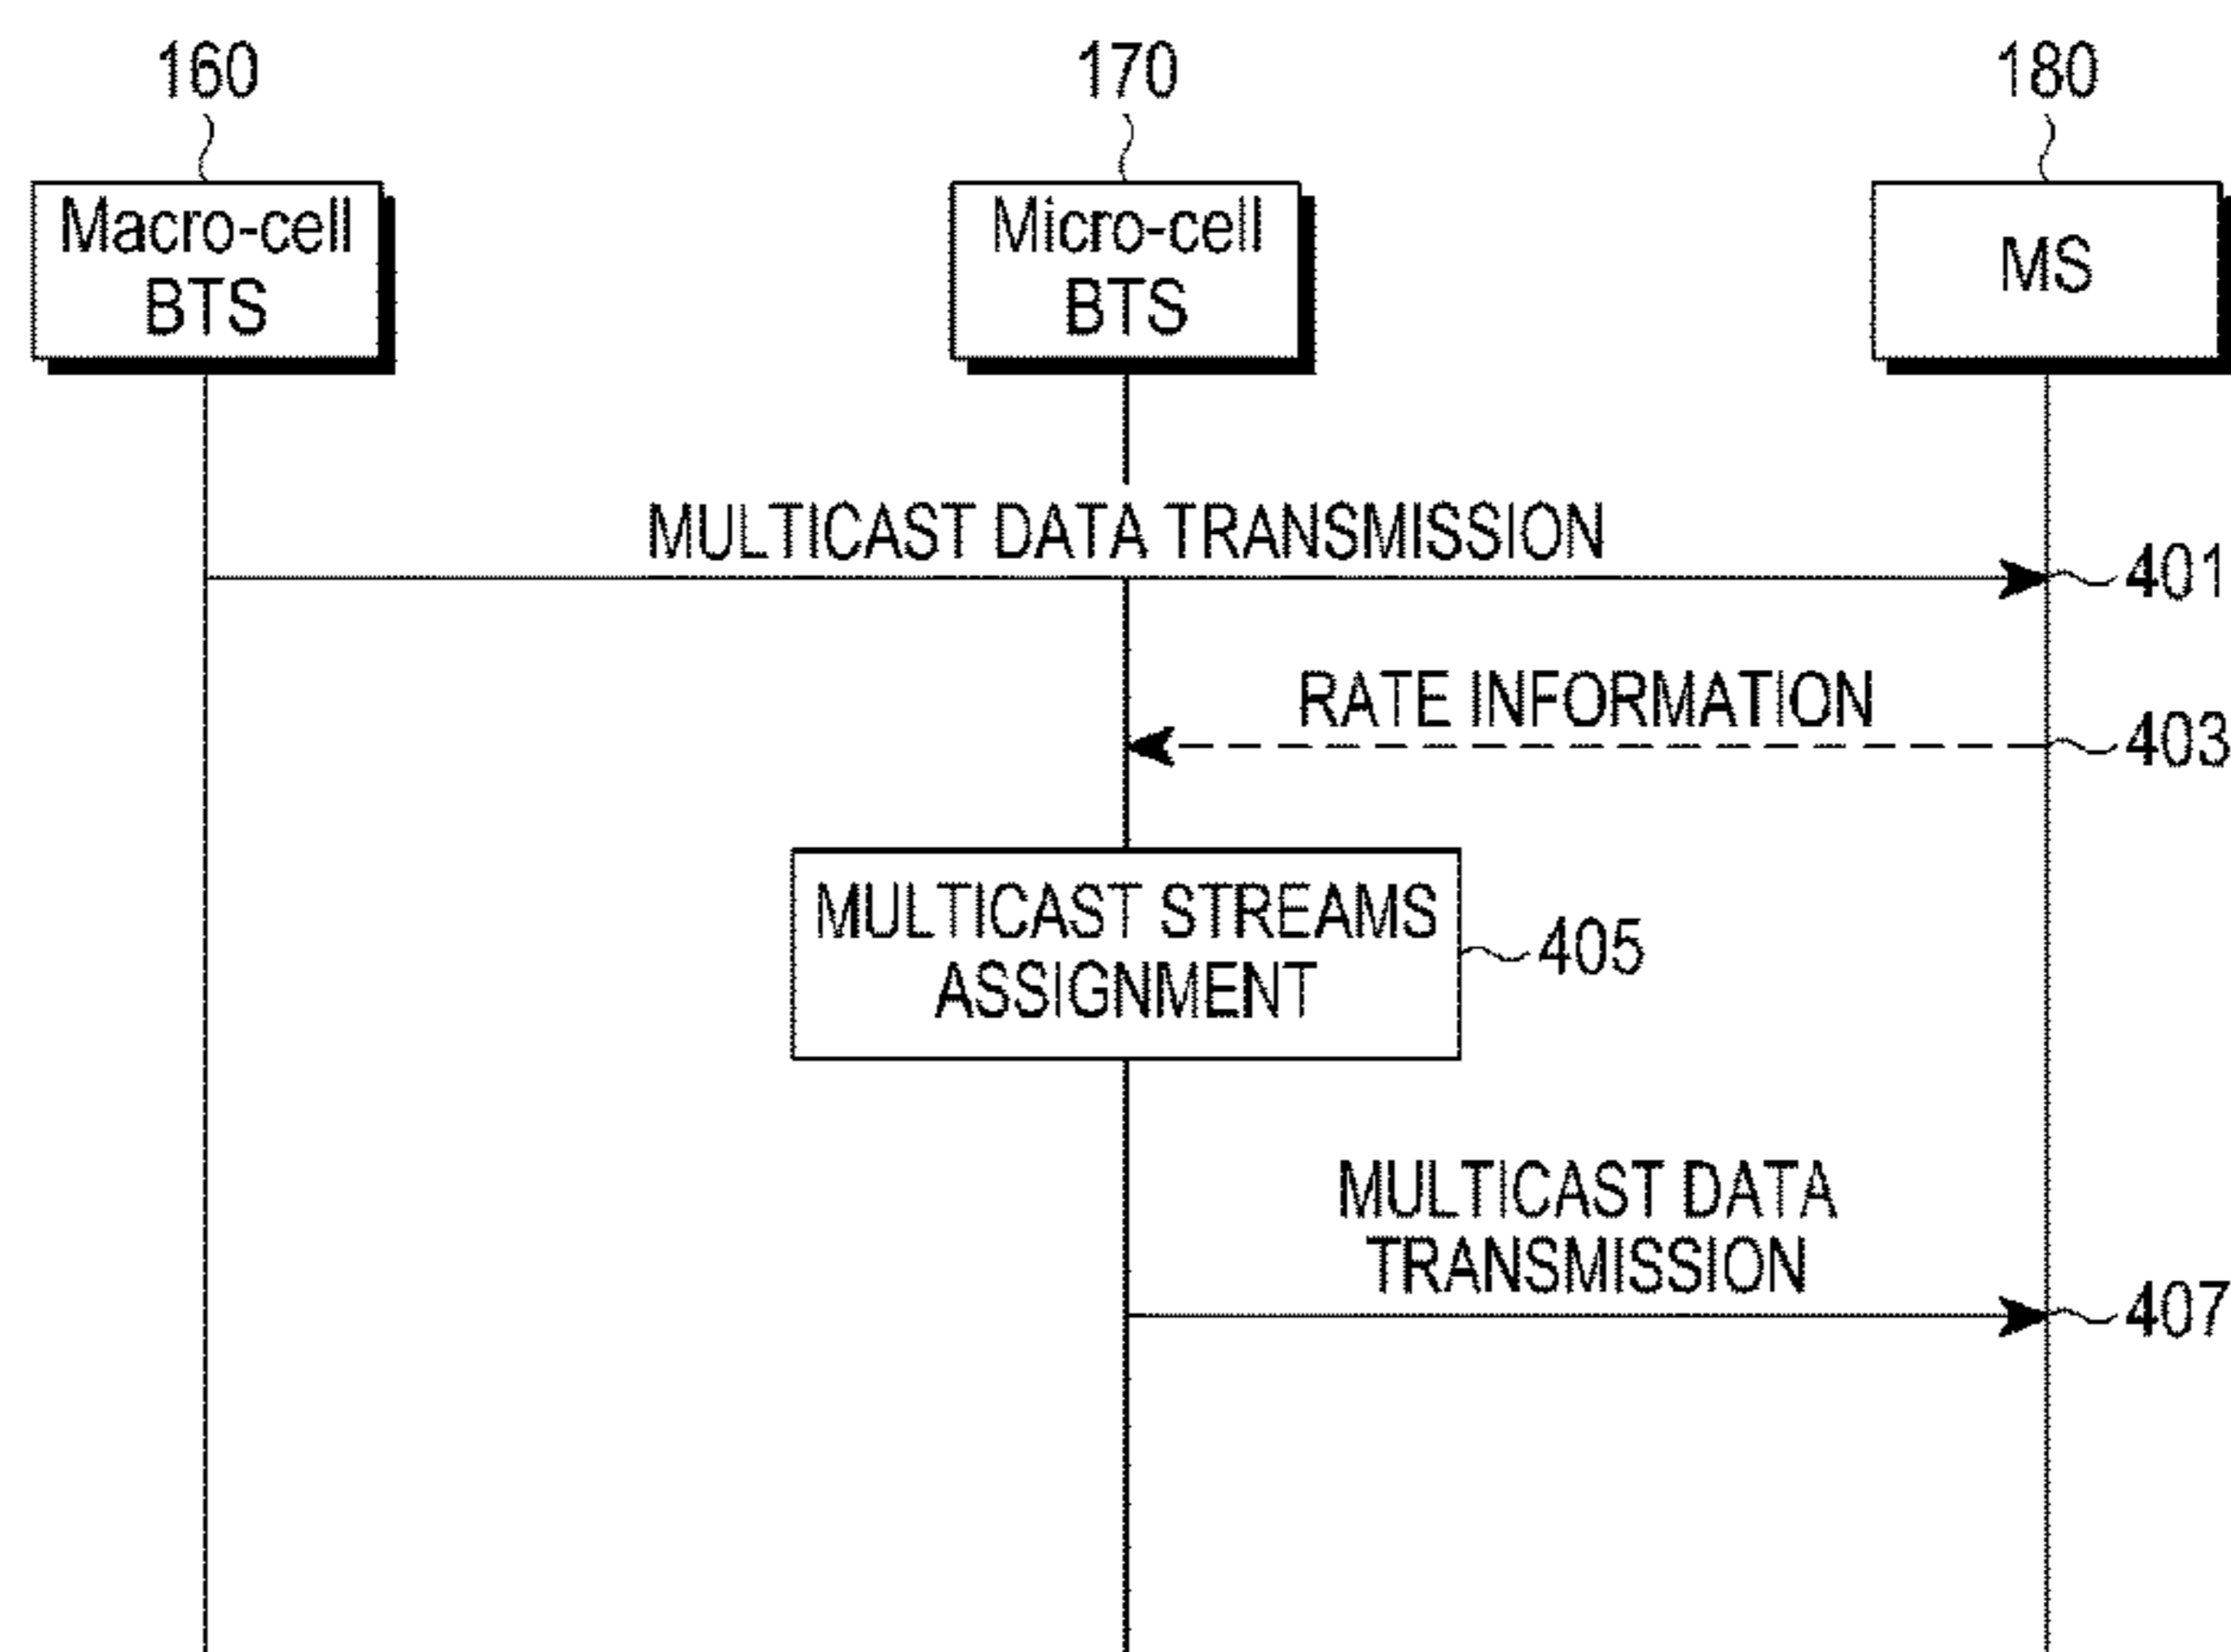 160
170
180
Macro-cell
BTS
Micro-cell
BTS
MS
MULTICAST DATA TRANSMISSION
401
RATE INFORMATION
403
MULTICAST STREAMS
ASSIGNMENT
405
MULTICAST DATA
TRANSMISSION
407